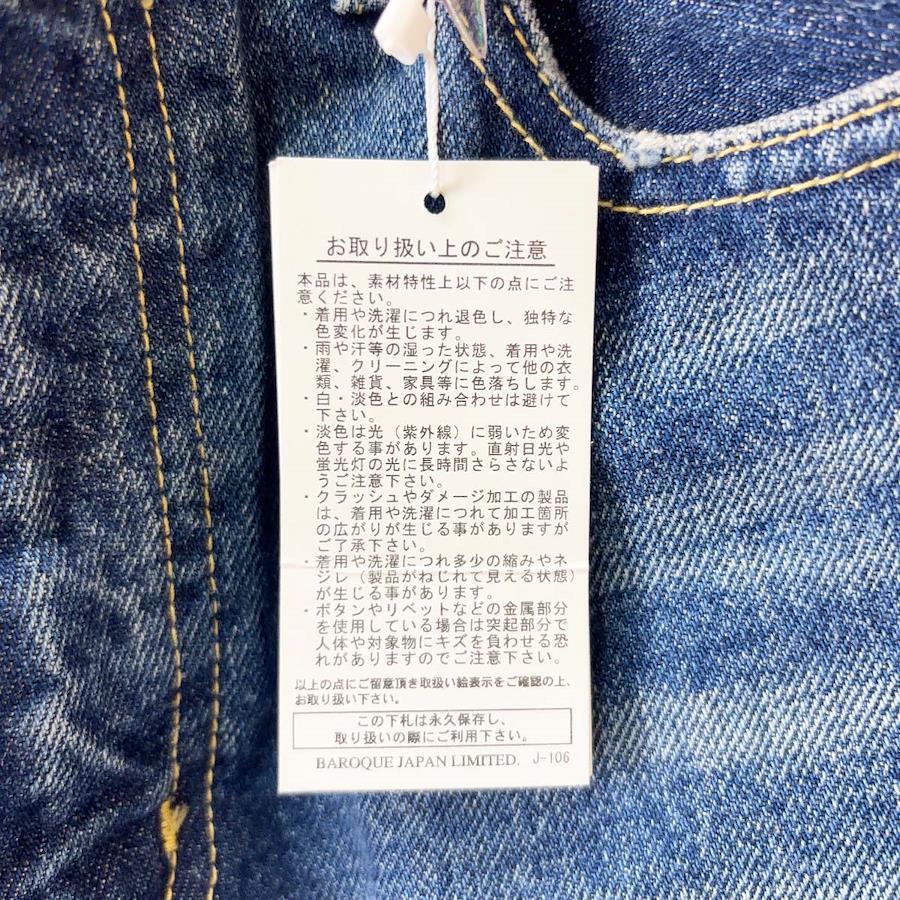 お取り扱い上のご注意
本品は、素材特性上以下の点にご注
意ください。
・着用や洗濯につれ退色し、独特な
色変化が生じます。
・雨や汗等の湿った状態、着用や洗
濯、クリーニングによって他の衣
類、雑貨、家具等に色落ちします。
・白・淡色との組み合わせは避けて
下さい。
・淡色は光（紫外線）に弱いため変
色する事があります。直射日光や
蛍光灯の光に長時間さらさないよ
うご注意下さい。
・クラッシュやダメージ加工の製品
は、着用や洗濯につれて加工箇所
の広がりが生じる事がありますが
ご了承下さい。
・着用や洗濯につれ多少の縮みやネ
ジレ（製品がねじれて見える状態）
が生じる事があります。
・ボタンやリベットなどの金属部分
を使用している場合は突起部分で
人体や対象物にキズを負わせる恐
れがありますのでご注意下さい。
以上の点にご留意頂き取扱い絵表示をご確認の上、
お取り扱い下さい。
この下札は永久保存し、
取り扱いの際にご利用下さい。
BAROQUE JAPAN LIMITED. J-106